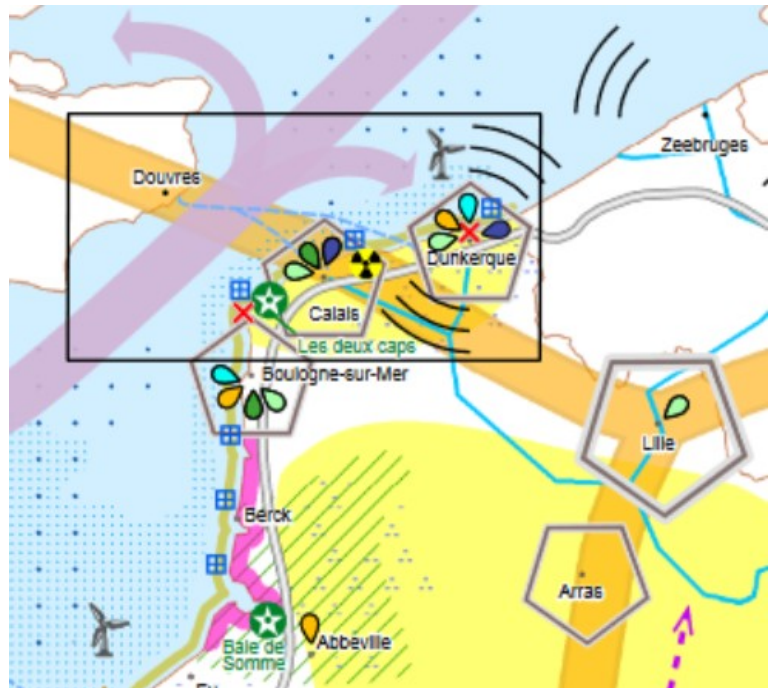 Zeebruges
Douvres
Dunkerque
Calais
Les deux caps
Boulogne-sur-Mer
Lille
Berck
Arras
Baie de
Somme
Abbeville